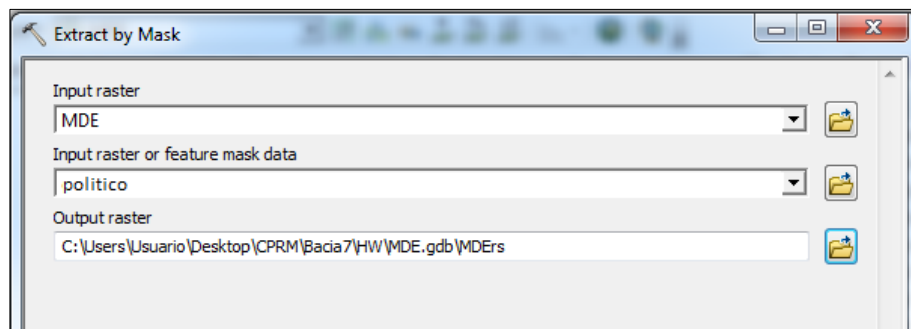 Extract by Mask
Input raster
MDE
Input raster or feature mask data
politico
Output raster
C:\Users\Usuario\Desktop\CPRM\Bacia7\HW\MDE.gdb\MDErs